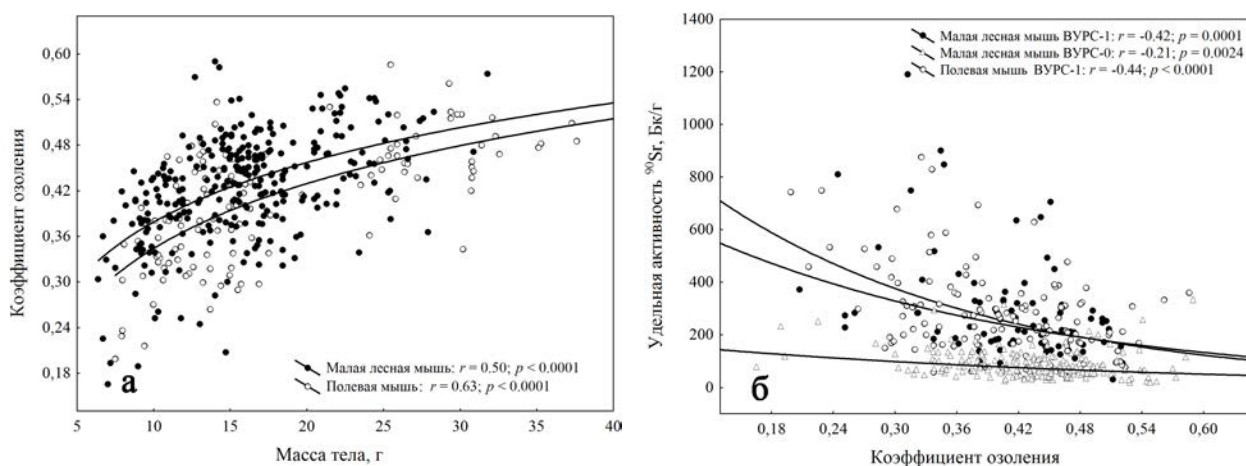 Коэффициент озоления
0,60
0,54
0,48
0,42
0,36
0,30
0,24
0,18
а
Малая лесная мышь: r = 0.50; p < 0.0001
Полевая мышь: r = 0.63; p < 0.0001
5 10 15 20 25 30 35 40
Масса тела, г
Удельная активность ⁹⁰Sr, Бк/г
1400
1200
1000
800
600
400
200
0
Малая лесная мышь ВУРС-1: r = -0.42; p = 0.0001
Малая лесная мышь ВУРС-0: r = -0.21; p = 0.0024
Полевая мышь ВУРС-1: r = -0.44; p < 0.0001
б
0,18 0,24 0,30 0,36 0,42 0,48 0,54 0,60
Коэффициент озоления